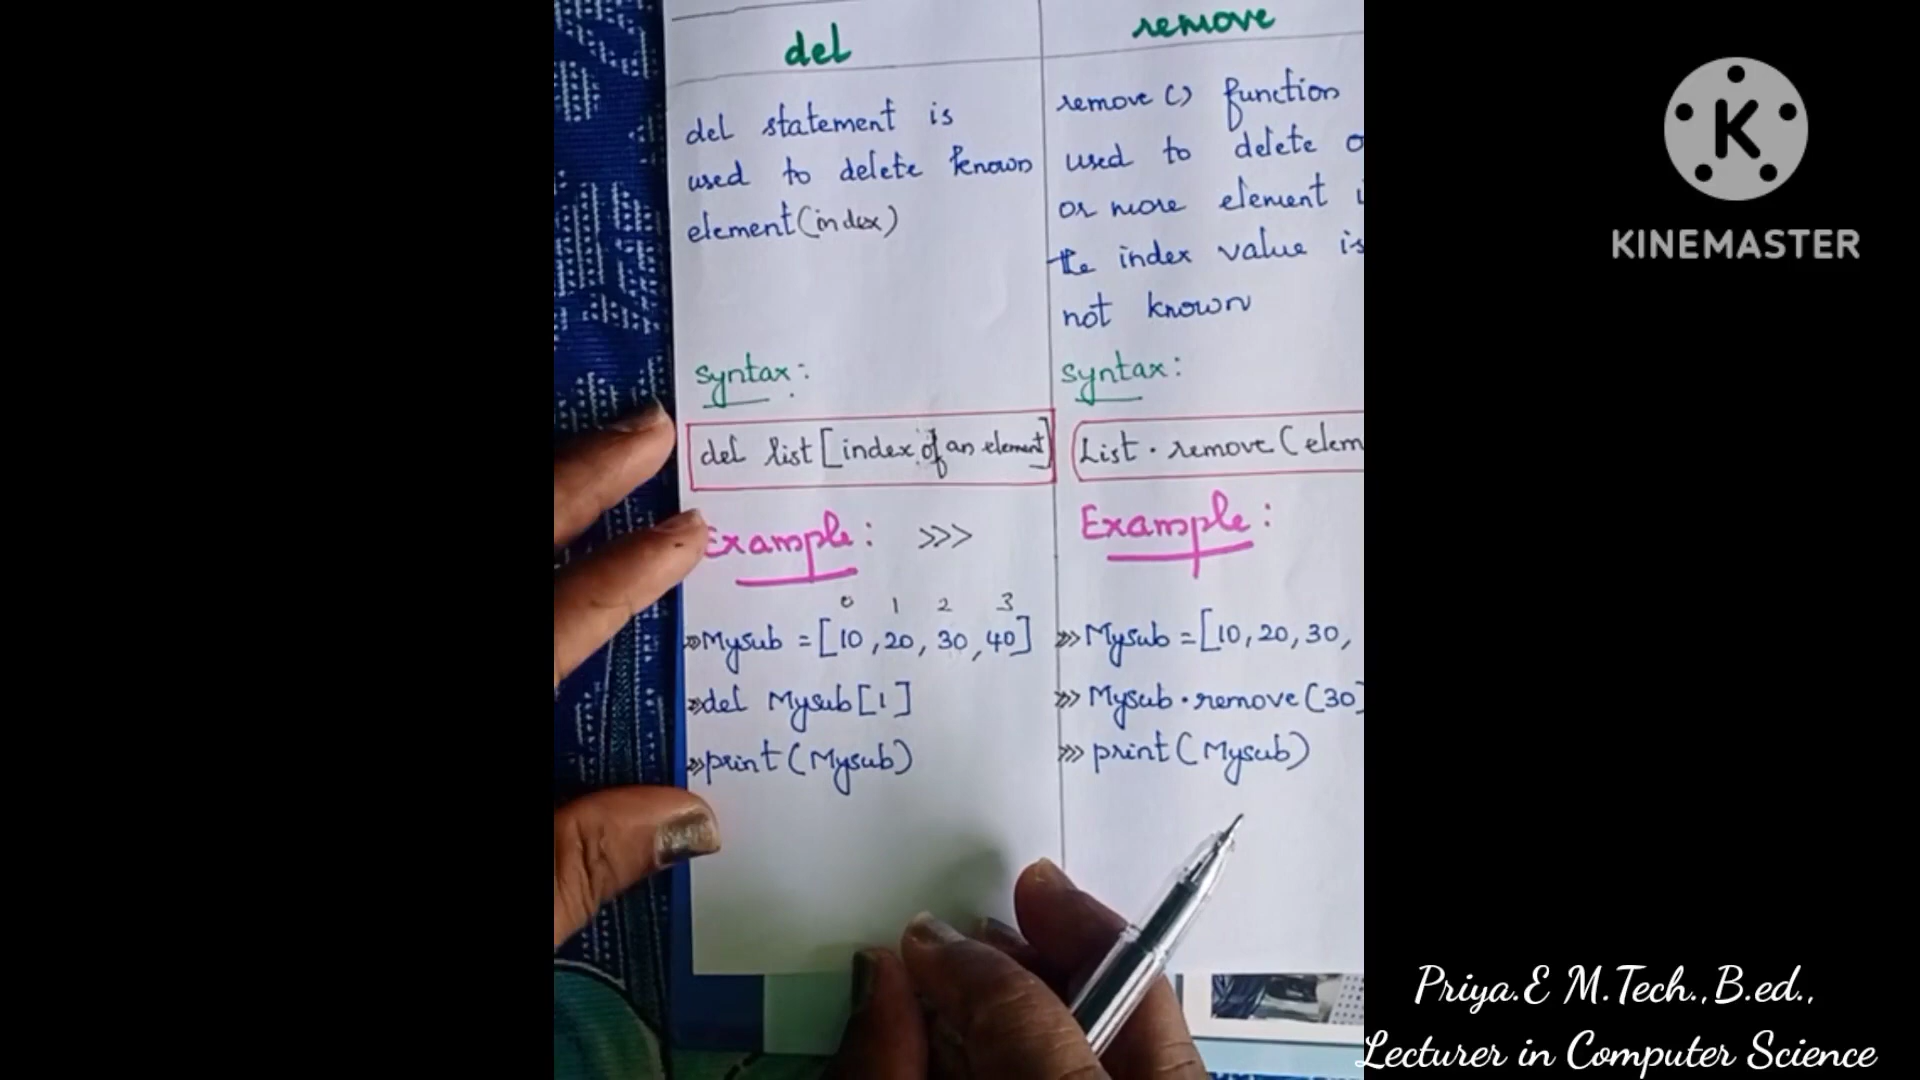 del
del statement is
used to delete known
element(index)
Syntax:
del list[index of an element]
Example: >>>
0 1 2 3
>>Mysub = [10, 20, 30, 40]
>>del Mysub[1]
>>print(Mysub)
remove
remove() function
used to delete
or more element
the index value is
not known
Syntax:
List.remove(elem
Example:
>>> Mysub = [10, 20, 30,
>>> Mysub.remove(30)
>>> print(Mysub)
K
KINEMASTER
Priya.E M.Tech.,B.ed.,
Lecturer in Computer Science